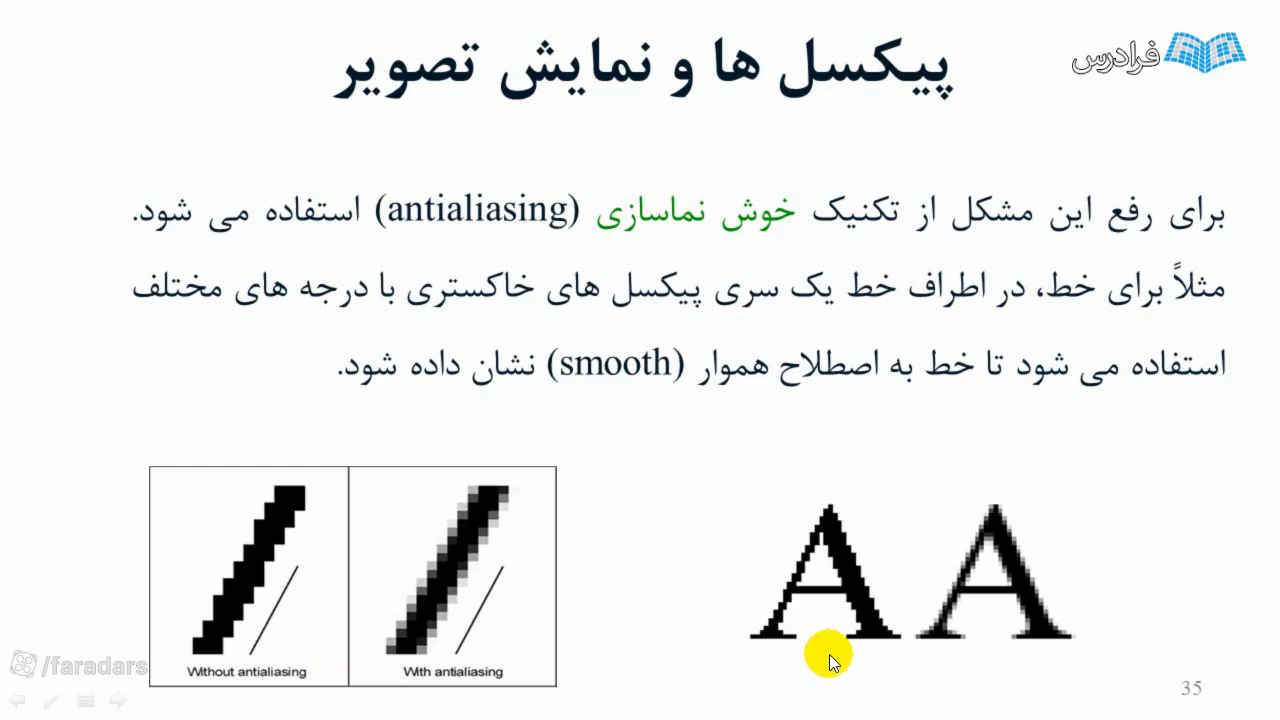 فرادرس
پیکسل ها و نمایش تصویر
برای رفع این مشکل از تکنیک خوش نماسازی (antialiasing) استفاده می شود.
مثلاً برای خط، در اطراف خط یک سری پیکسل های خاکستری با درجه های مختلف
استفاده می شود تا خط به اصطلاح هموار (smooth) نشان داده شود.
Without antialiasing
With antialiasing
A A
/faradars
35